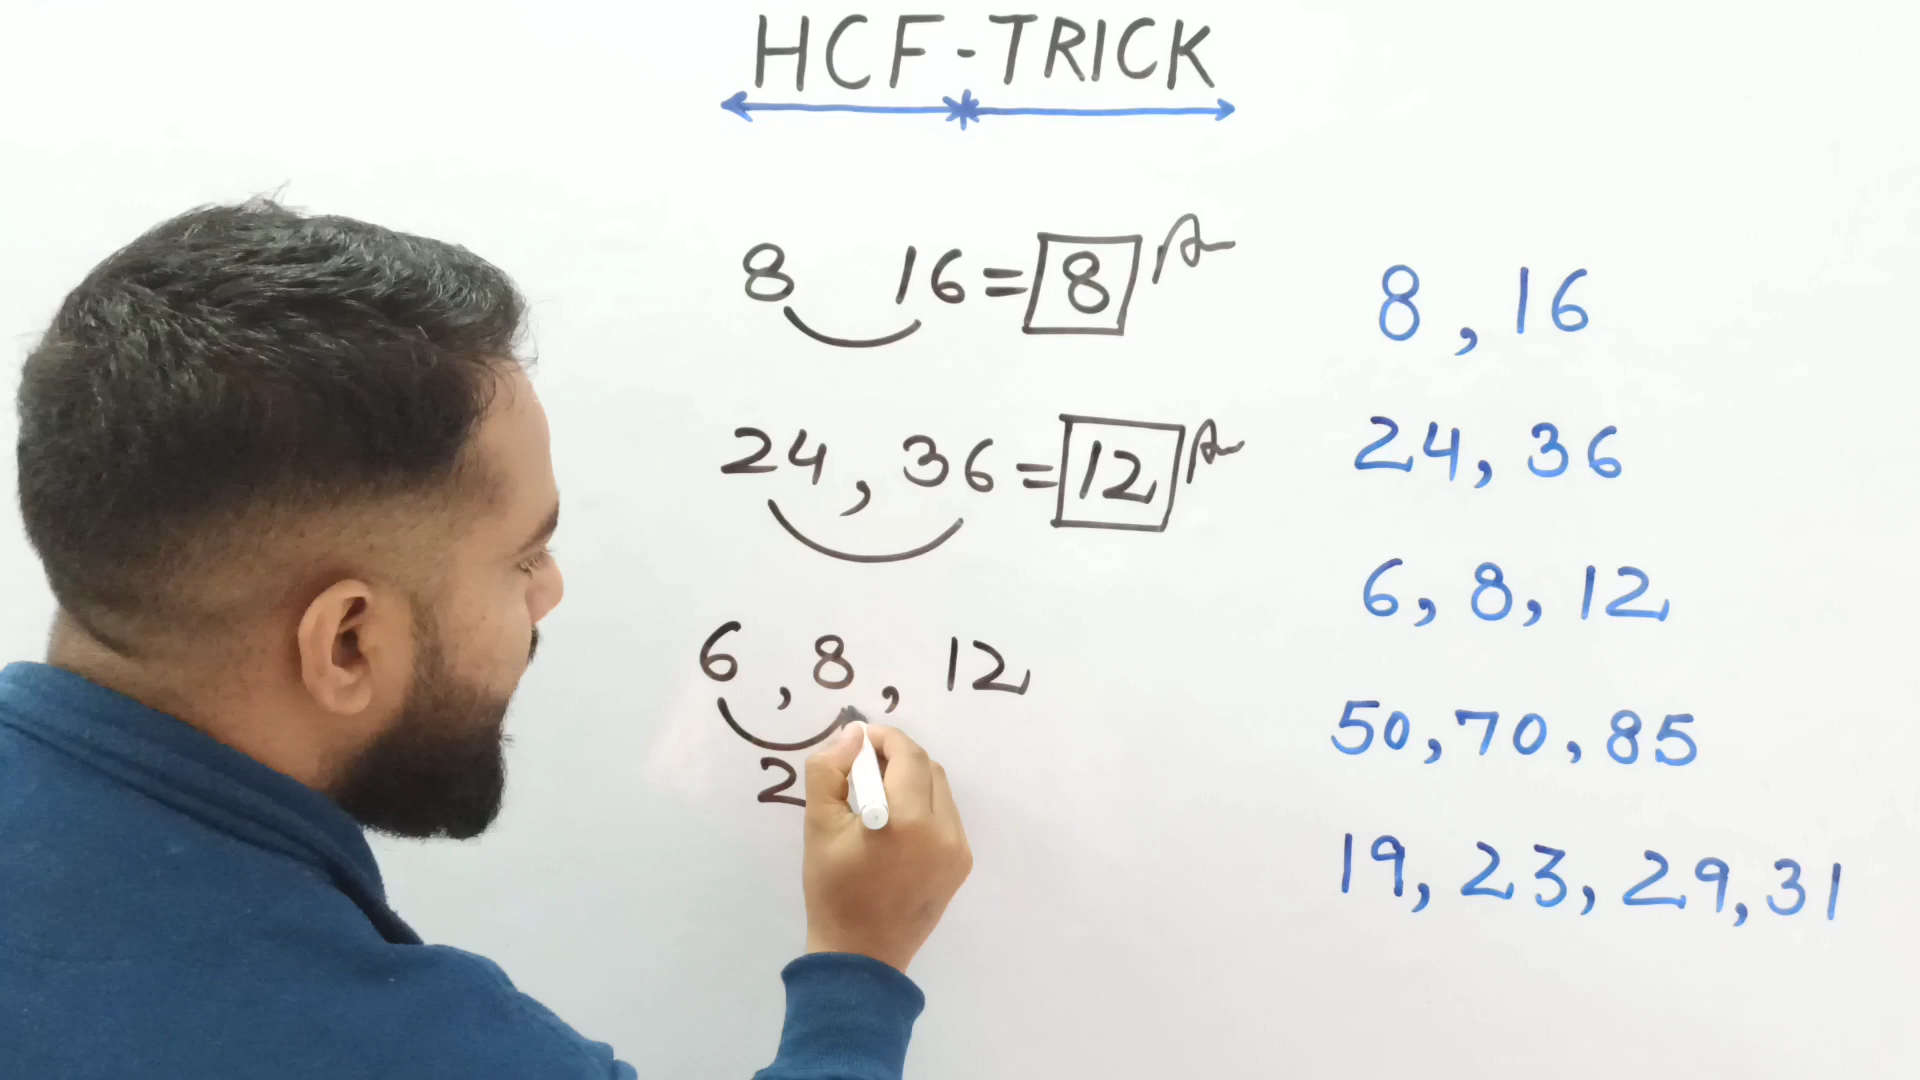 HCF-TRICK
8 16 = 8
24, 36 = 12
6, 8, 12
2
8, 16
24, 36
6, 8, 12
50, 70, 85
19, 23, 29, 31